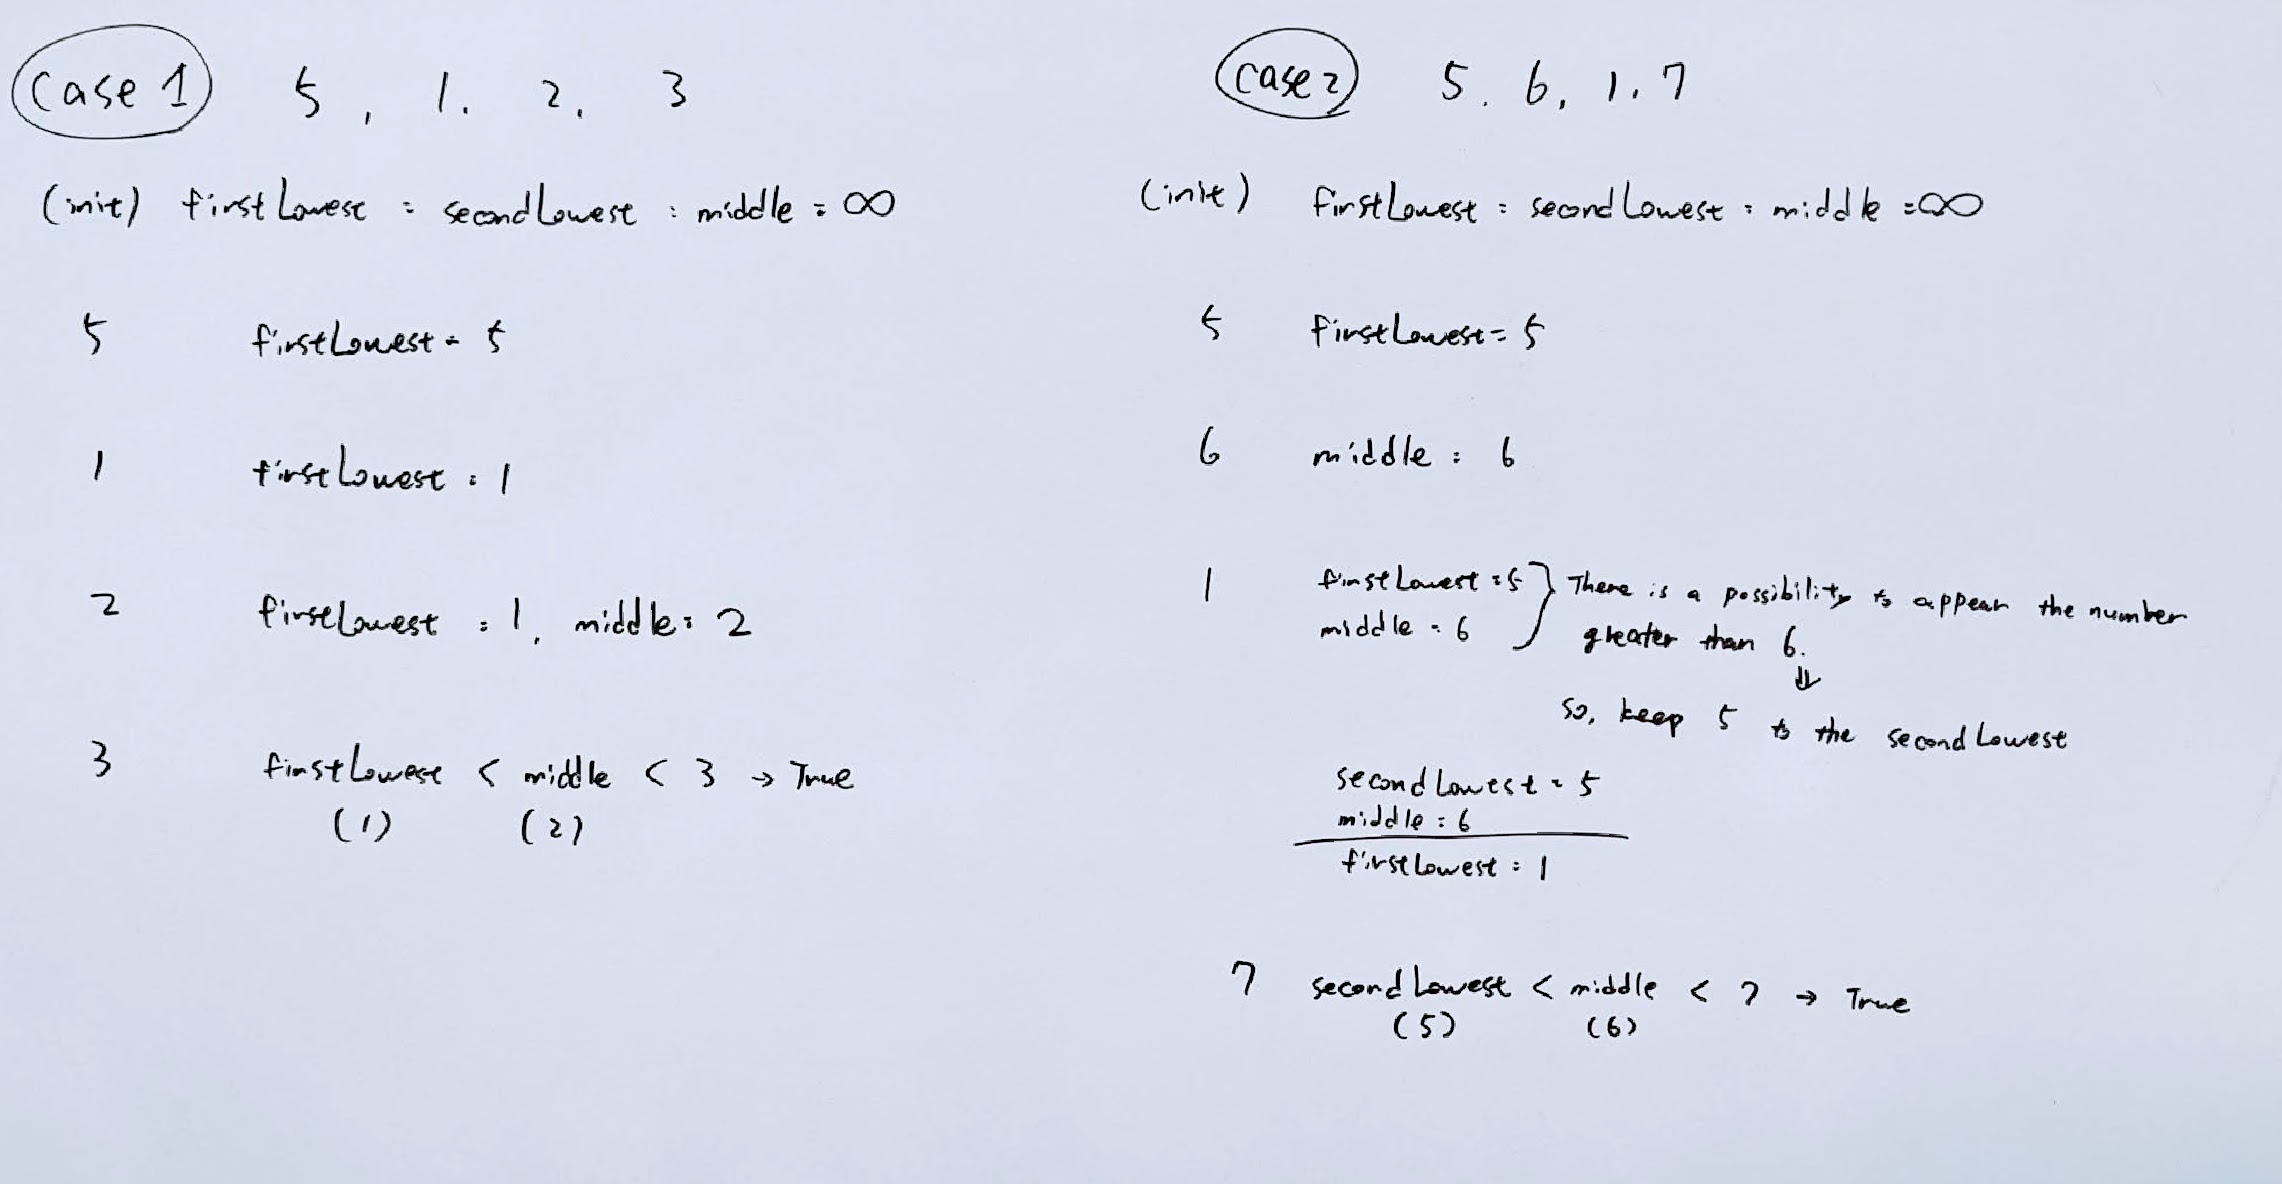 Case 1 5, 1, 2, 3
(init) firstLowest = secondLowest = middle = ∞
5 firstLowest = 5
1 firstLowest = 1
2 firstLowest = 1, middle = 2
3 firstLowest < middle < 3 → True
(1) (2)
Case 2 5, 6, 1, 7
(init) firstLowest = secondLowest = middle = ∞
5 firstLowest = 5
6 middle = 6
1 firstLowest = 5 } There is a possibility to appear the number
middle = 6 greater than 6.
⇓
So, keep 5 to the secondLowest
secondLowest = 5
middle = 6
firstLowest = 1
7 secondLowest < middle < 7 → True
(5) (6)